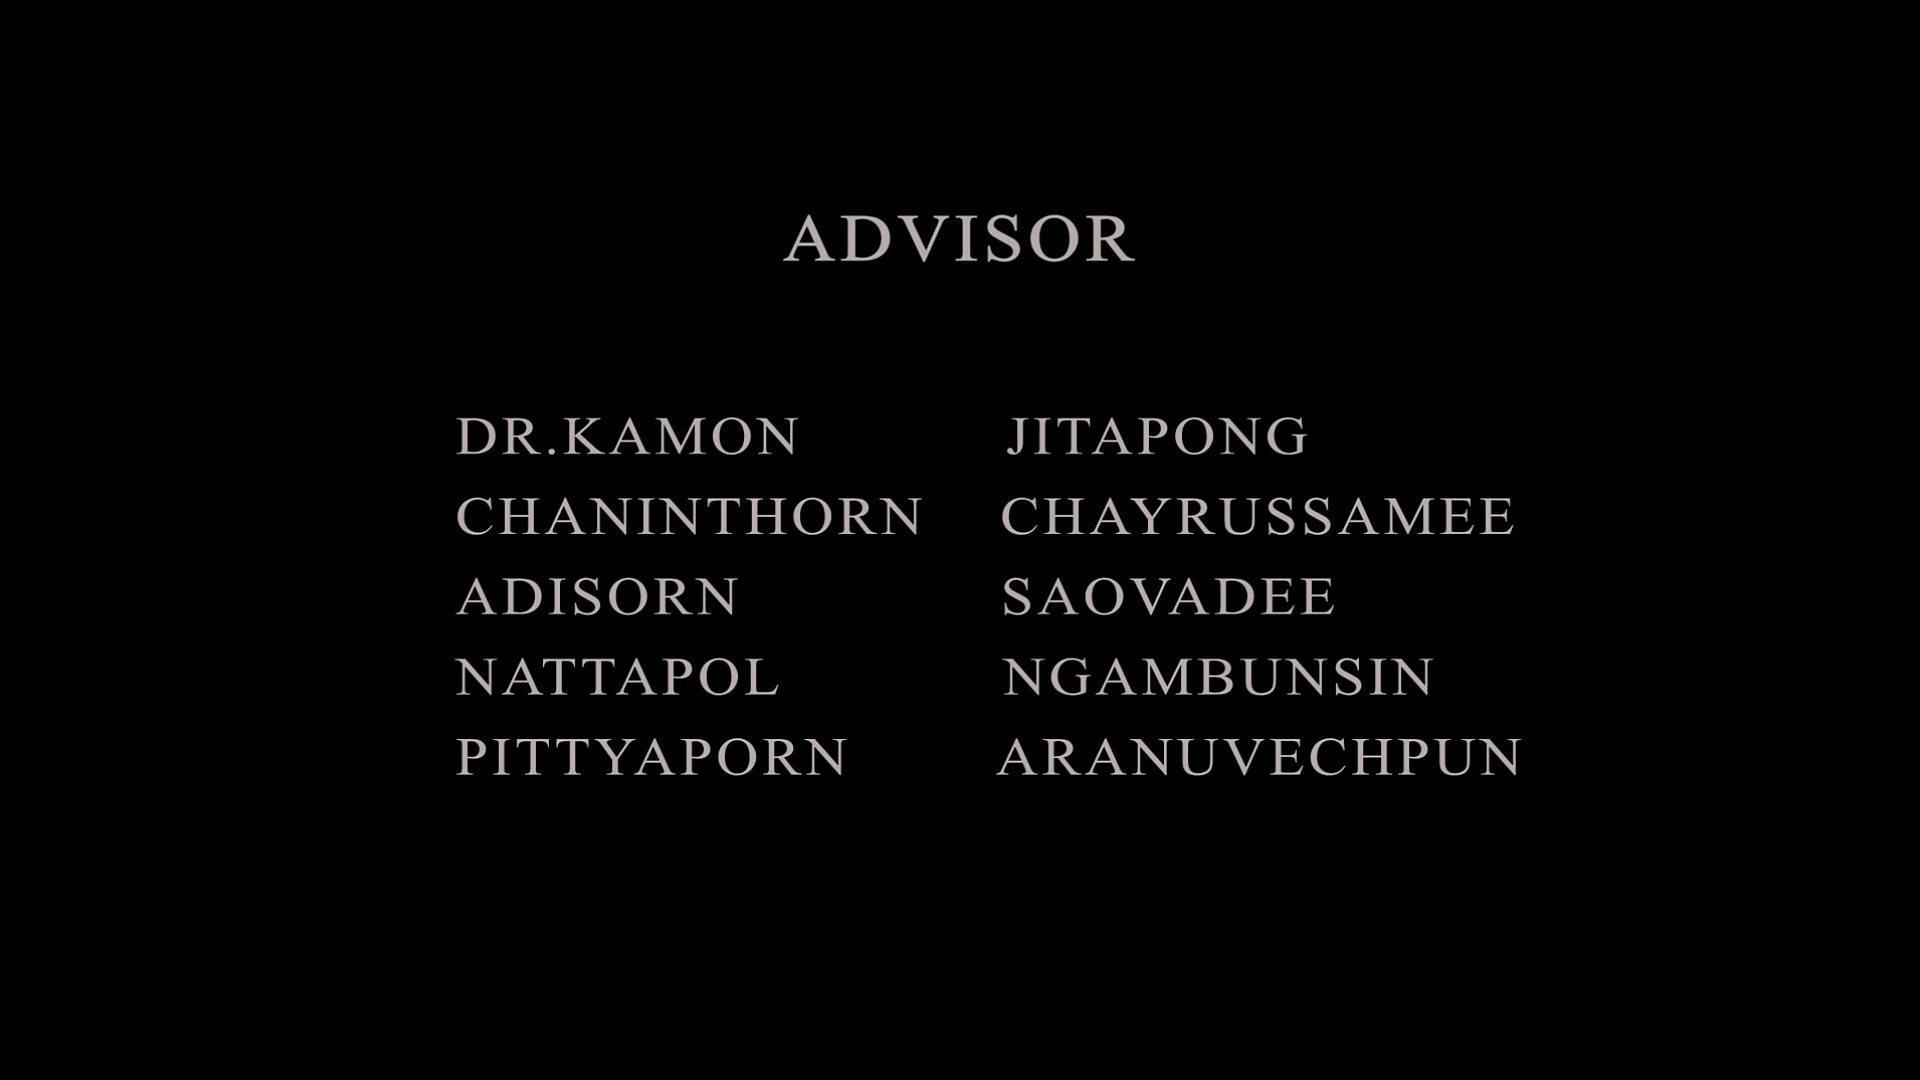 ADVISOR
DR.KAMON JITAPONG
CHANINTHORN CHAYRUSSAMEE
ADISORN SAOVADEE
NATTAPOL NGAMBUNSIN
PITTYAPORN ARANUVECHPUN